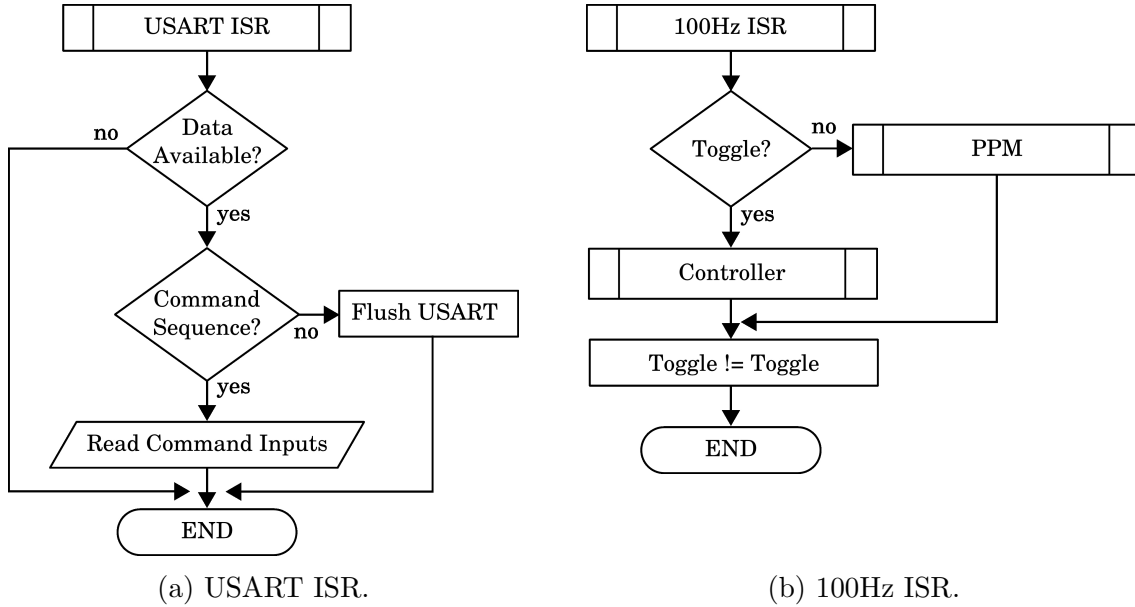 USART ISR
Data
Available?
no
yes
Command
Sequence?
no
Flush USART
yes
Read Command Inputs
END
(a) USART ISR.
100Hz ISR
Toggle?
no
PPM
yes
Controller
Toggle != Toggle
END
(b) 100Hz ISR.